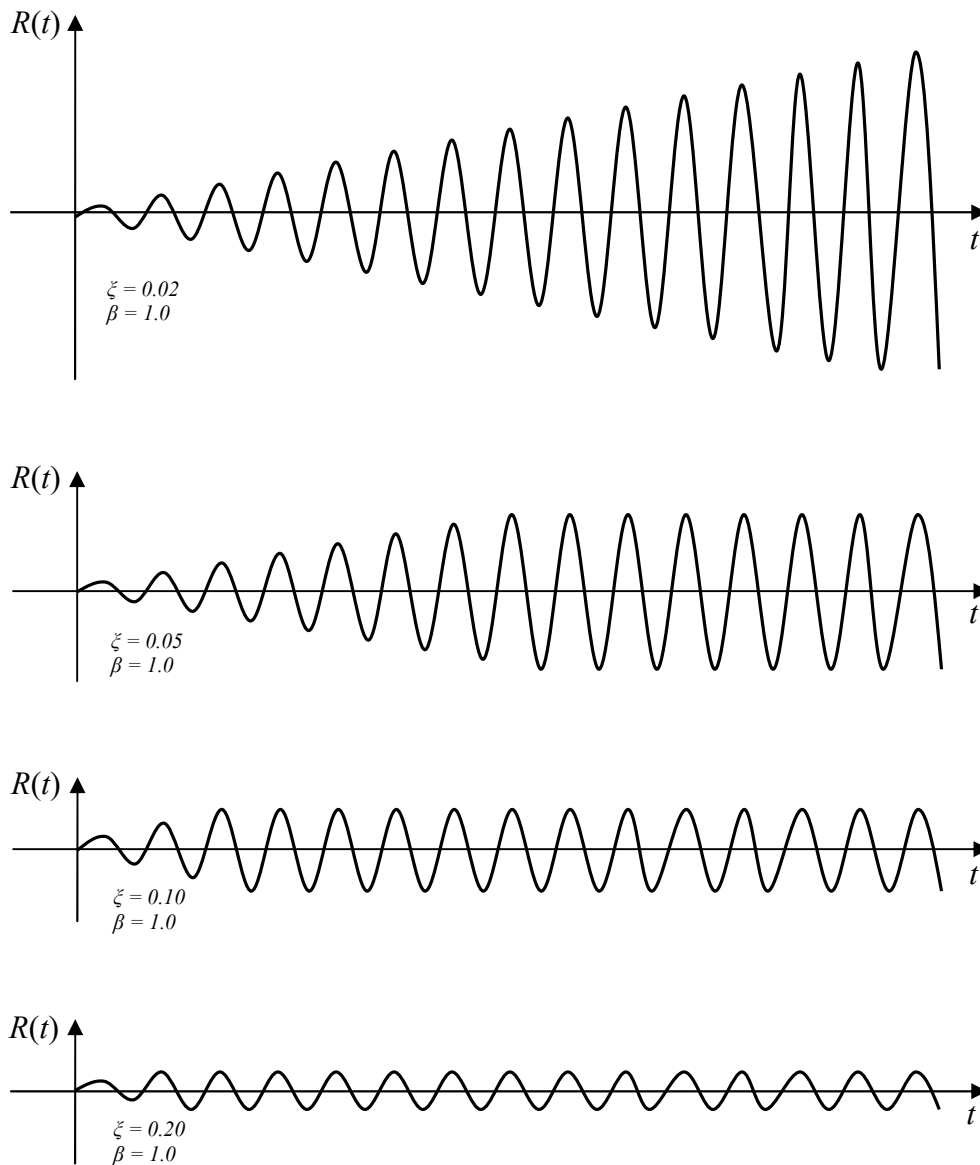 R(t)
t
ξ = 0.02
β = 1.0
R(t)
t
ξ = 0.05
β = 1.0
R(t)
t
ξ = 0.10
β = 1.0
R(t)
t
ξ = 0.20
β = 1.0